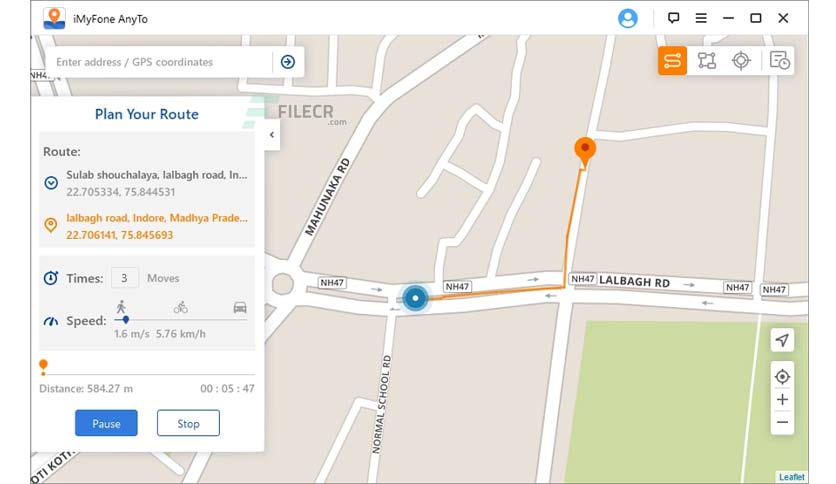 iMyFone AnyTo
Enter address / GPS coordinates
NH47
FILECR
.com
Plan Your Route
Route:
Sulab shouchalaya, lalbagh road, In...
22.705334, 75.844531
lalbagh road, Indore, Madhya Prade...
22.706141, 75.845693
Times: 3 Moves
Speed:
1.6 m/s 5.76 km/h
Distance: 584.27 m 00 : 05 : 47
Pause Stop
MAHUNAKA RD
NH47
NH47
NH47 LALBAGH RD
NH47
NH47
NORMAL SCHOOL RD
OTI KOTH
Leaflet